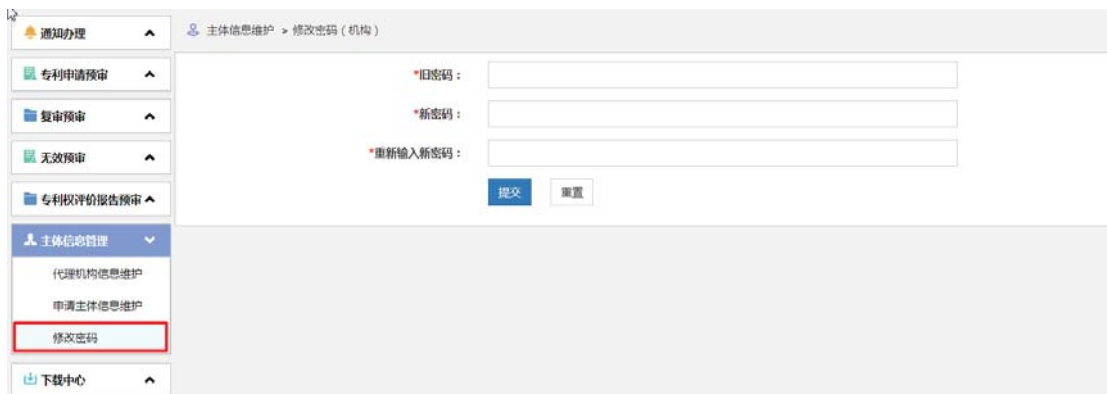 通知办理
专利申请预审
复审预审
无效预审
专利权评价报告预审
主体信息管理
代理机构信息维护
申请主体信息维护
修改密码
下载中心
主体信息维护 > 修改密码（机构）
*旧密码：
*新密码：
*重新输入新密码：
提交 重置